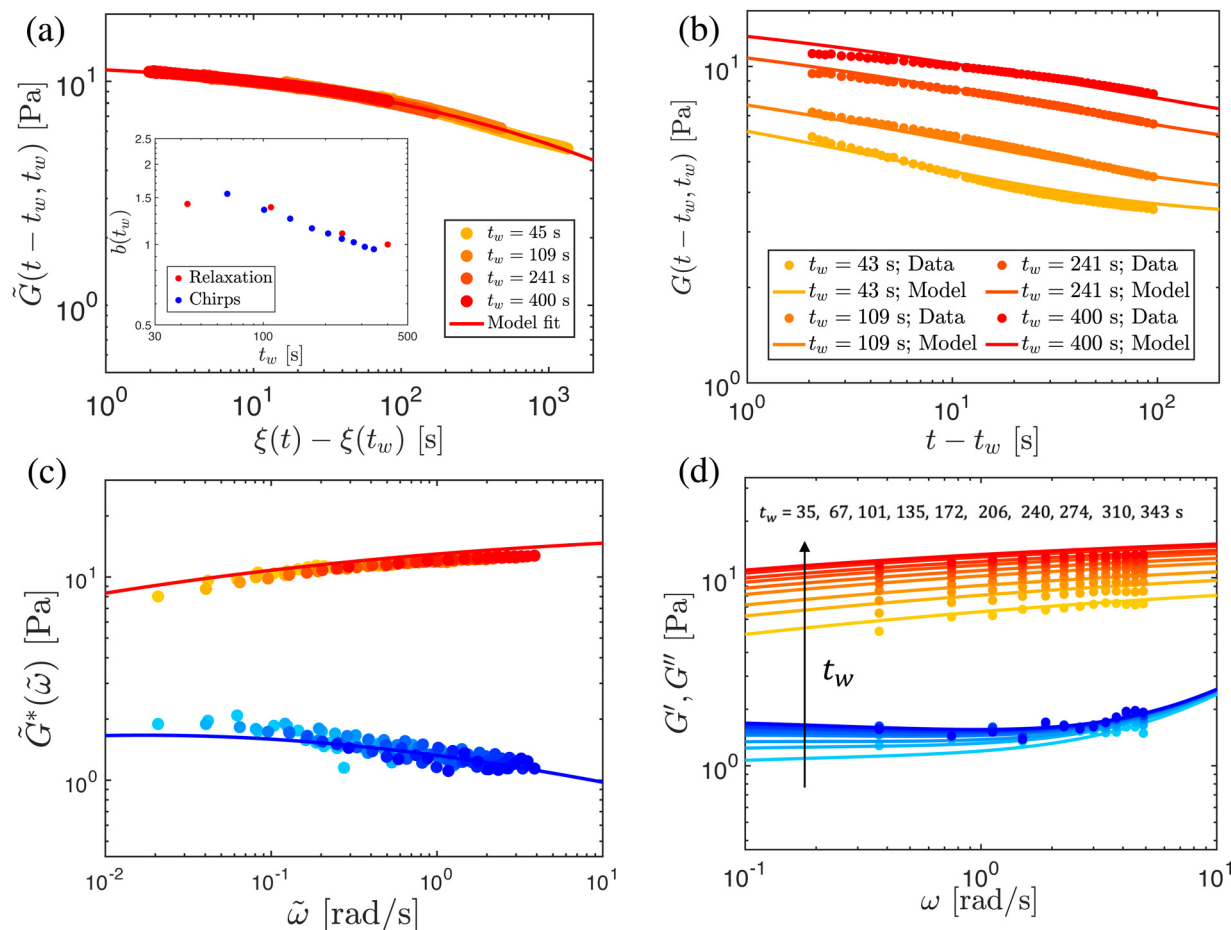 (a)
G̃(t − t_w, t_w) [Pa]
10^1
10^0
2.5
1.5
1
0.5
b(t_w)
Relaxation
Chirps
30
100
500
t_w [s]
t_w = 45 s
t_w = 109 s
t_w = 241 s
t_w = 400 s
Model fit
10^0
10^1
10^2
10^3
ξ(t) − ξ(t_w) [s]
(b)
G(t − t_w, t_w) [Pa]
10^1
10^0
t_w = 43 s; Data
t_w = 43 s; Model
t_w = 109 s; Data
t_w = 109 s; Model
t_w = 241 s; Data
t_w = 241 s; Model
t_w = 400 s; Data
t_w = 400 s; Model
10^0
10^1
10^2
t − t_w [s]
(c)
G̃*(ω̃) [Pa]
10^1
10^0
10^-2
10^-1
10^0
10^1
ω̃ [rad/s]
(d)
G′, G″ [Pa]
10^1
10^0
t_w = 35, 67, 101, 135, 172, 206, 240, 274, 310, 343 s
t_w
10^-1
10^0
10^1
ω [rad/s]